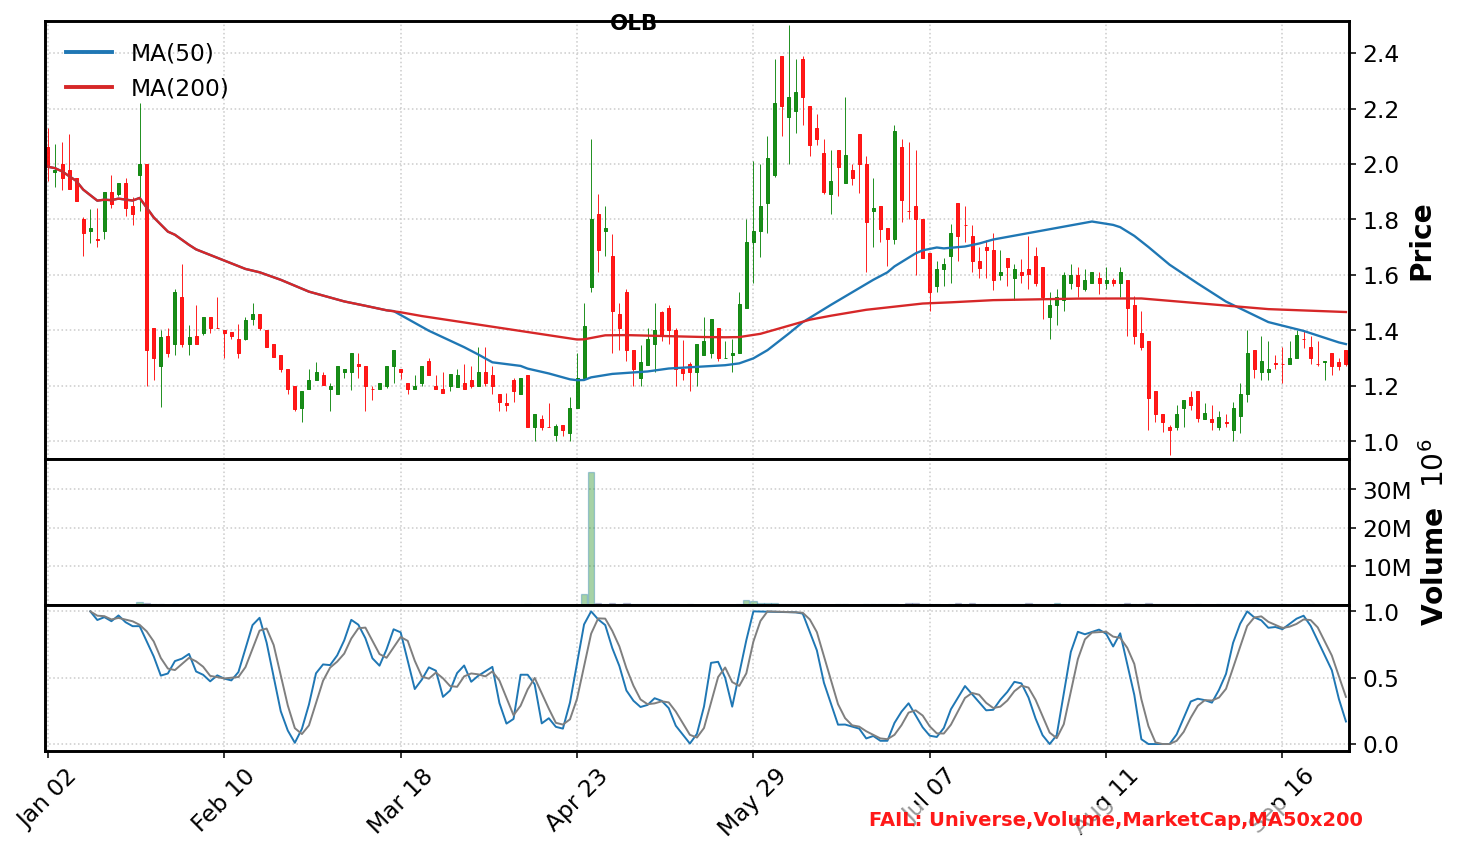 OLB
MA(50)
MA(200)
2.4
2.2
2.0
1.8
1.6
1.4
1.2
1.0
Price
30M
20M
10M
Volume 10^6
1.0
0.5
0.0
Jan 02
Feb 10
Mar 18
Apr 23
May 29
Jul 07
Aug 11
Sep 16
FAIL: Universe,Volume,MarketCap,MA50x200